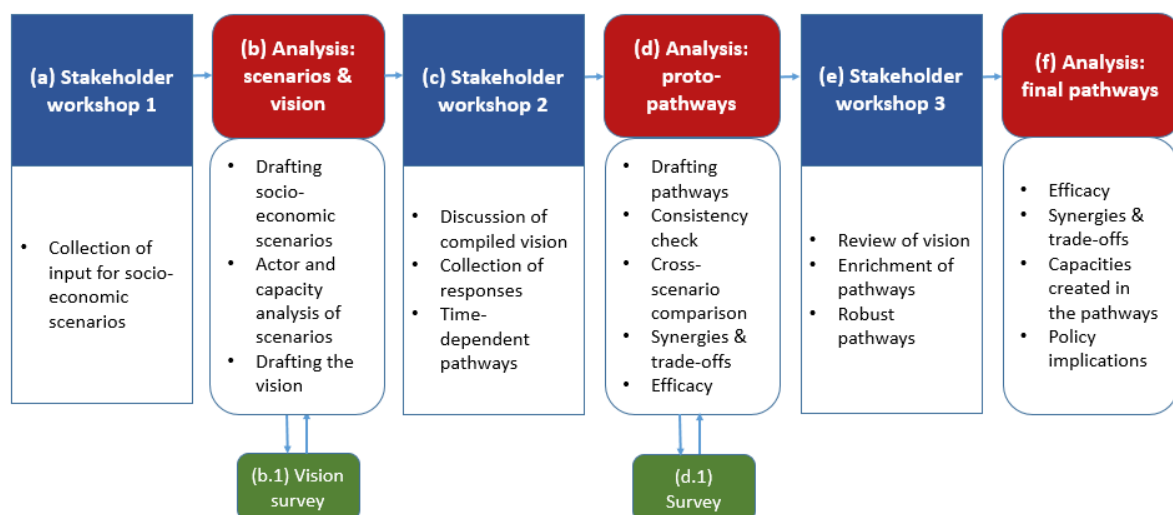 (a) Stakeholder
workshop 1
• Collection of
input for socio-
economic
scenarios
(b) Analysis:
scenarios &
vision
• Drafting
socio-
economic
scenarios
• Actor and
capacity
analysis of
scenarios
• Drafting the
vision
(b.1) Vision
survey
(c) Stakeholder
workshop 2
• Discussion of
compiled vision
• Collection of
responses
• Time-
dependent
pathways
(d) Analysis:
proto-
pathways
• Drafting
pathways
• Consistency
check
• Cross-
scenario
comparison
• Synergies &
trade-offs
• Efficacy
(d.1)
Survey
(e) Stakeholder
workshop 3
• Review of vision
• Enrichment of
pathways
• Robust
pathways
(f) Analysis:
final pathways
• Efficacy
• Synergies
& trade-offs
• Capacities
created in
the pathways
• Policy
implications